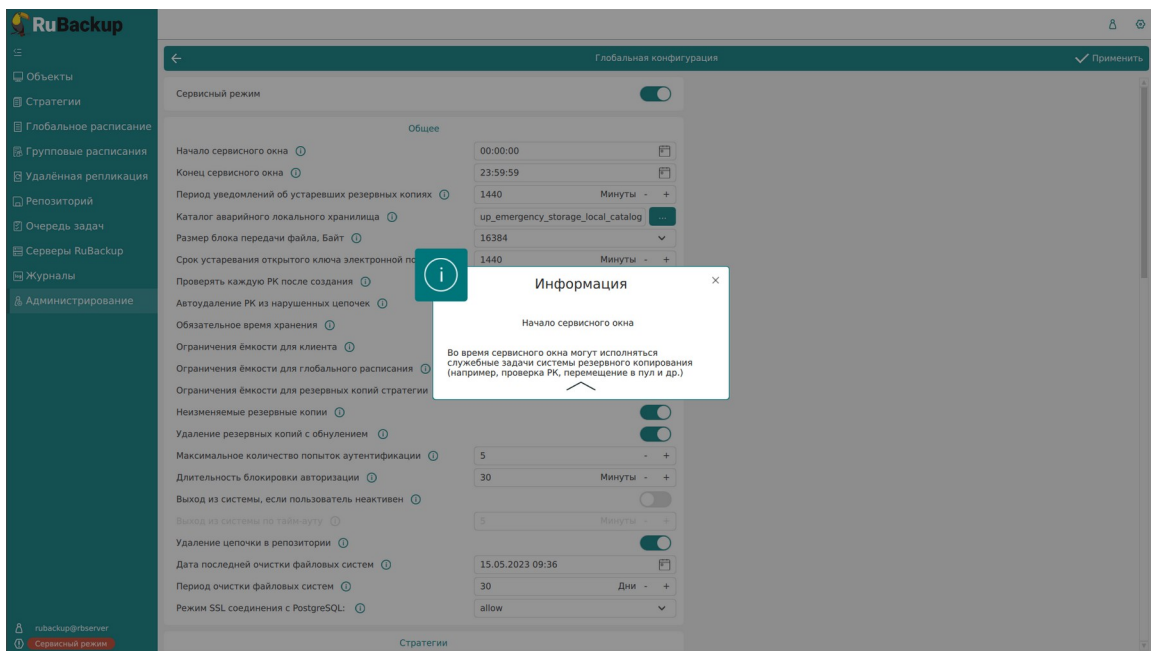 RuBackup
Объекты
Стратегии
Глобальное расписание
Групповые расписания
Удалённая репликация
Репозиторий
Очередь задач
Серверы RuBackup
Журналы
Администрирование
rubackup@rbserver
Сервисный режим
Глобальная конфигурация
Применить
Сервисный режим
Общее
Начало сервисного окна 00:00:00
Конец сервисного окна 23:59:59
Период уведомлений об устаревших резервных копиях 1440 Минуты - +
Каталог аварийного локального хранилища up_emergency_storage_local_catalog ...
Размер блока передачи файла, Байт 16384
Срок устаревания открытого ключа электронной 1440 Минуты - +
Проверять каждую РК после создания
Автоудаление РК из нарушенных цепочек
Обязательное время хранения
Ограничения ёмкости для клиента
Ограничения ёмкости для глобального расписания
Ограничения ёмкости для резервных копий стратегии
Информация
Начало сервисного окна
Во время сервисного окна могут исполняться
служебные задачи системы резервного копирования
(например, проверка РК, перемещение в пул и др.)
Неизменяемые резервные копии
Удаление резервных копий с обнулением
Максимальное количество попыток аутентификации 5 - +
Длительность блокировки авторизации 30 Минуты - +
Выход из системы, если пользователь неактивен
Выход из системы по тайм-ауту 5 Минуты - +
Удаление цепочки в репозитории
Дата последней очистки файловых систем 15.05.2023 09:36
Период очистки файловых систем 30 Дни - +
Режим SSL соединения с PostgreSQL: allow
Стратегии